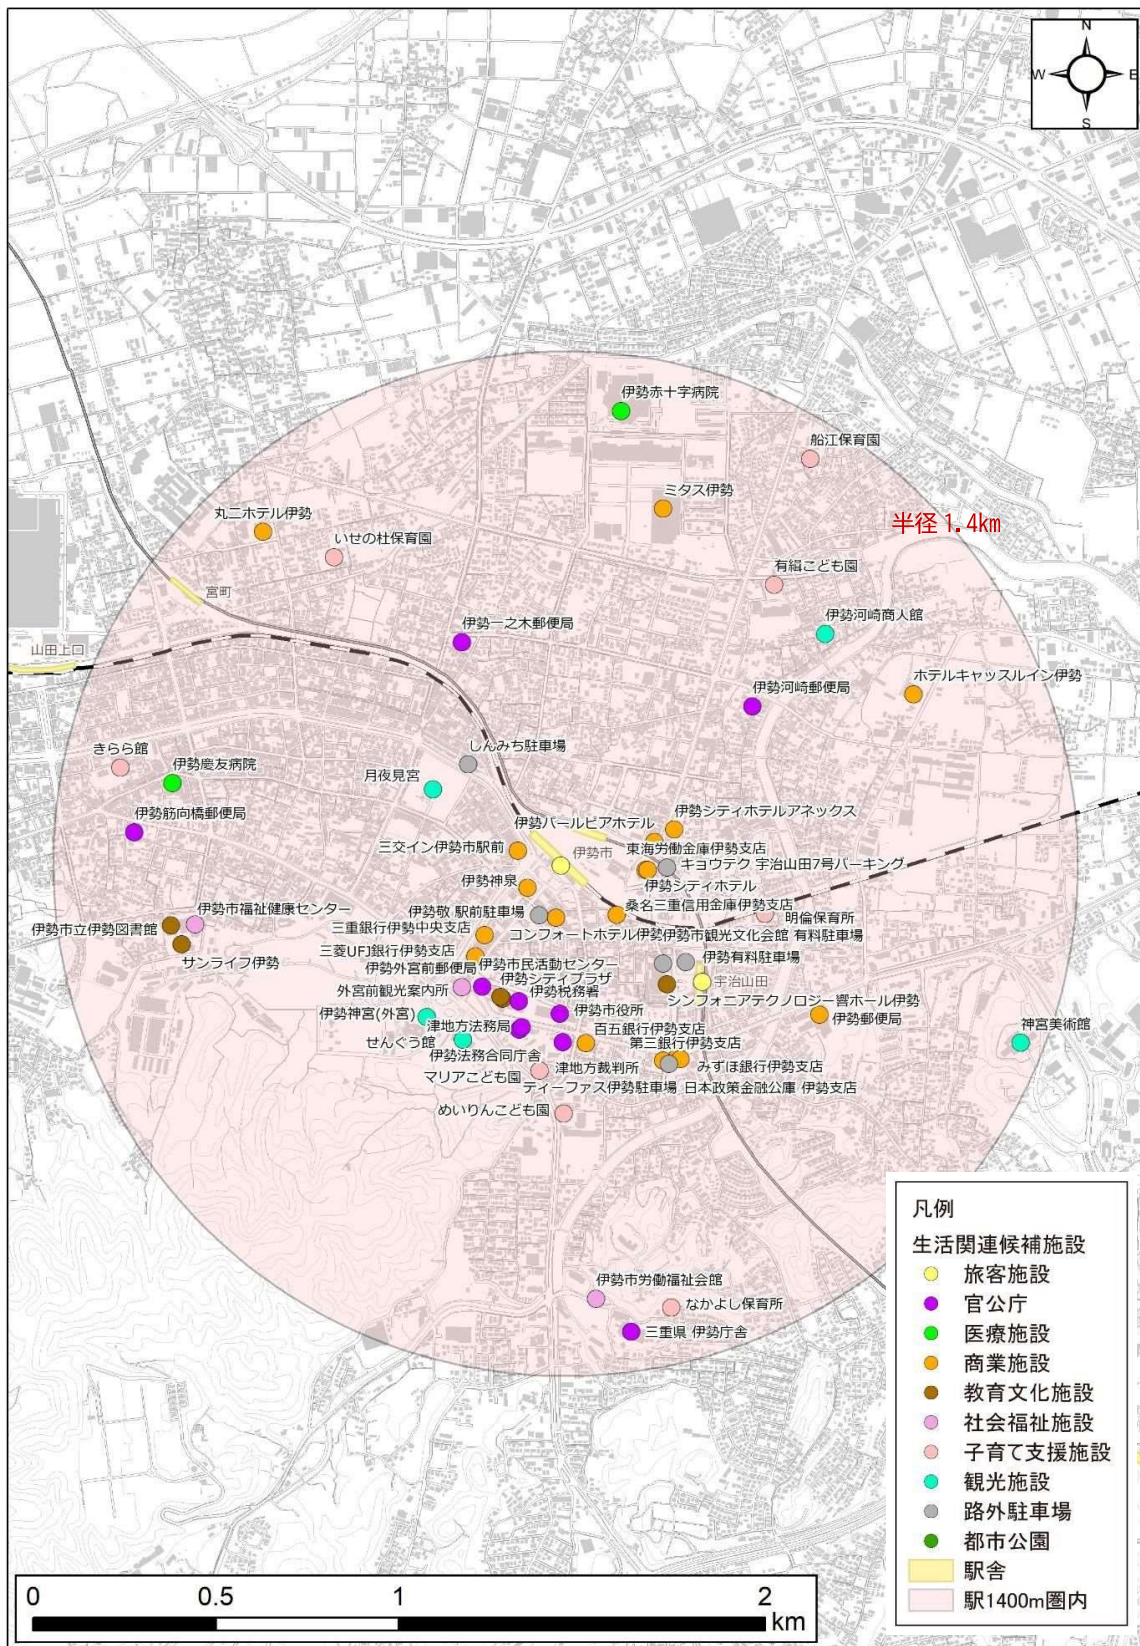 N
W
E
S
伊勢赤十字病院
船江保育園
ミタス伊勢
丸二ホテル伊勢
半径 1.4km
いせの杜保育園
有緝こども園
宮町
伊勢一之木郵便局
伊勢河崎商人館
山田上口
ホテルキャッスルイン伊勢
伊勢河崎郵便局
しんみち駐車場
きらら館
伊勢慶友病院
月夜見宮
伊勢筋向橋郵便局
伊勢シティホテルアネックス
伊勢パールピアホテル
三交イン伊勢市駅前
伊勢市
東海労働金庫伊勢支店
キョウテク 宇治山田7号パーキング
伊勢神泉
伊勢シティホテル
桑名三重信用金庫伊勢支店
伊勢敬 駅前駐車場
明倫保育所
伊勢市福祉健康センター
伊勢市立伊勢図書館
三重銀行伊勢中央支店
コンフォートホテル伊勢
伊勢市観光文化会館 有料駐車場
サンライフ伊勢
三菱UFJ銀行伊勢支店
伊勢外宮前郵便局
伊勢市民活動センター
伊勢有料駐車場
伊勢シティプラザ
宇治山田
外宮前観光案内所
伊勢税務署
シンフォニアテクノロジー響ホール伊勢
伊勢神宮(外宮)
伊勢市役所
伊勢郵便局
津地方法務局
百五銀行伊勢支店
神宮美術館
せんぐう館
第三銀行伊勢支店
伊勢法務合同庁舎
津地方裁判所
みずほ銀行伊勢支店
マリアこども園
ティーファス伊勢駐車場
日本政策金融公庫 伊勢支店
めいりんこども園
伊勢市労働福祉会館
なかよし保育所
三重県 伊勢庁舎
凡例
生活関連候補施設
旅客施設
官公庁
医療施設
商業施設
教育文化施設
社会福祉施設
子育て支援施設
観光施設
路外駐車場
都市公園
駅舎
駅1400m圏内
0 0.5 1 2
km